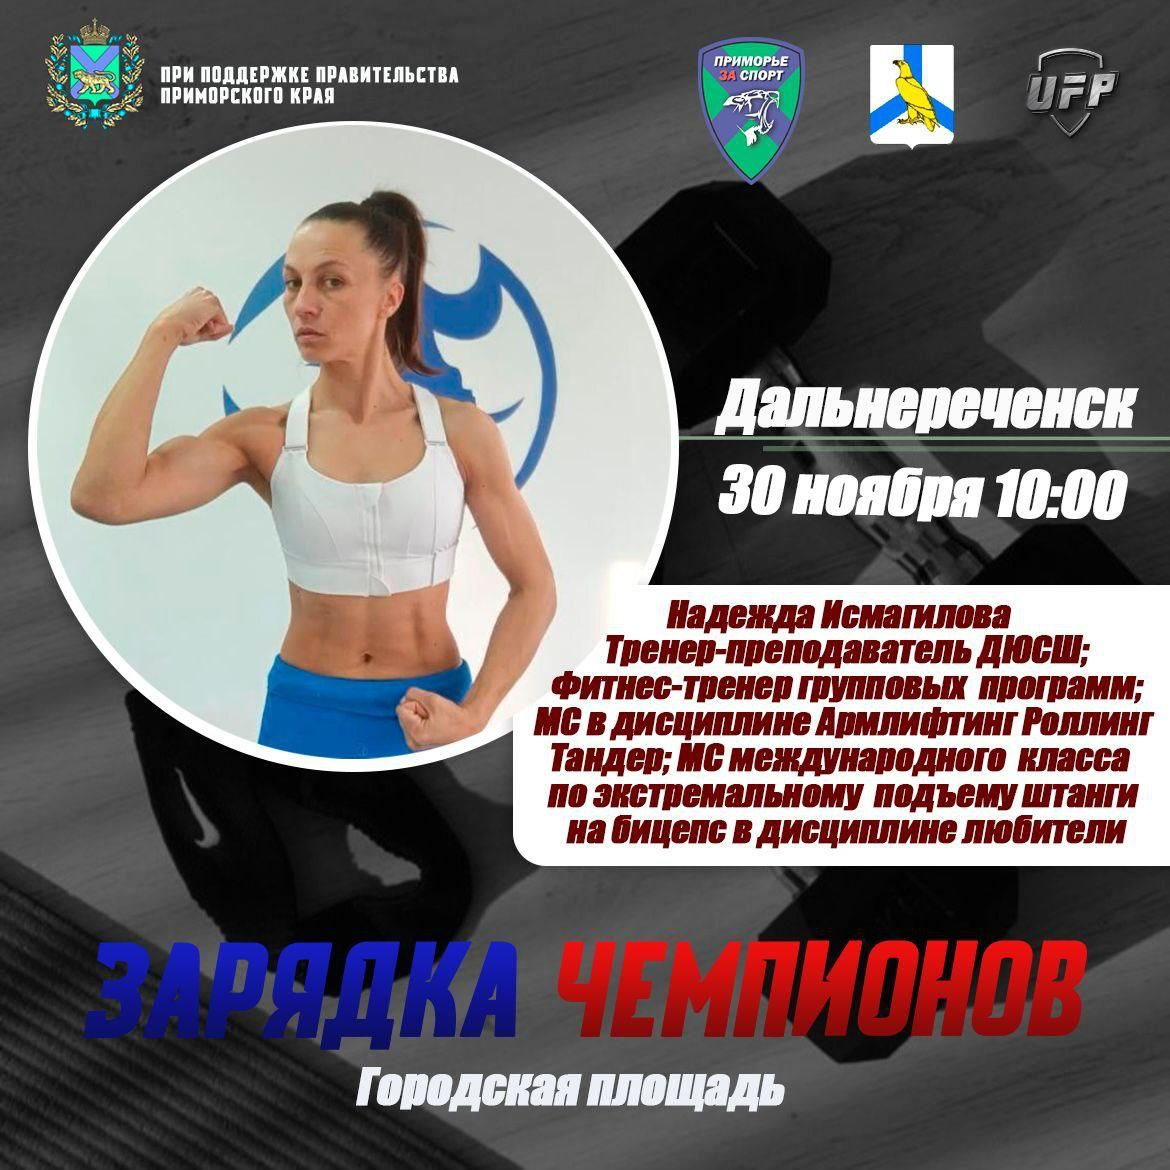 ПРИ ПОДДЕРЖКЕ ПРАВИТЕЛЬСТВА
ПРИМОРСКОГО КРАЯ
ПРИМОРЬЕ
ЗА СПОРТ
UFP
Дальнереченск
30 ноября 10:00
Надежда Исмагилова
Тренер-преподаватель ДЮСШ;
Фитнес-тренер групповых программ;
МС в дисциплине Армлифтинг Роллинг
Тандер; МС международного класса
по экстремальному подъему штанги
на бицепс в дисциплине любители
ЗАРЯДКА ЧЕМПИОНОВ
Городская площадь